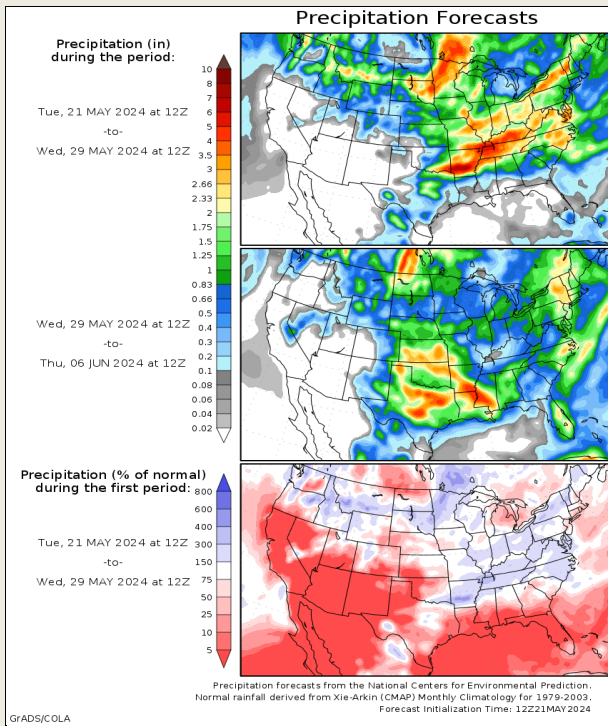 Precipitation Forecasts
Precipitation (in)
during the period:
Tue, 21 MAY 2024 at 12Z
-to-
Wed, 29 MAY 2024 at 12Z
10
8
7
6
5
4
3.5
3
2.66
2.33
2
1.75
1.5
1.25
1
0.83
0.66
0.5
0.4
0.3
0.2
0.1
0.08
0.06
0.04
0.02
Wed, 29 MAY 2024 at 12Z
-to-
Thu, 06 JUN 2024 at 12Z
Precipitation (% of normal)
during the first period:
Tue, 21 MAY 2024 at 12Z
-to-
Wed, 29 MAY 2024 at 12Z
800
600
400
300
150
75
50
25
10
5
Precipitation forecasts from the National Centers for Environmental Prediction.
Normal rainfall derived from Xie-Arkin (CMAP) Monthly Climatology for 1979-2003.
Forecast Initialization Time: 12Z21MAY2024
GrADS/COLA